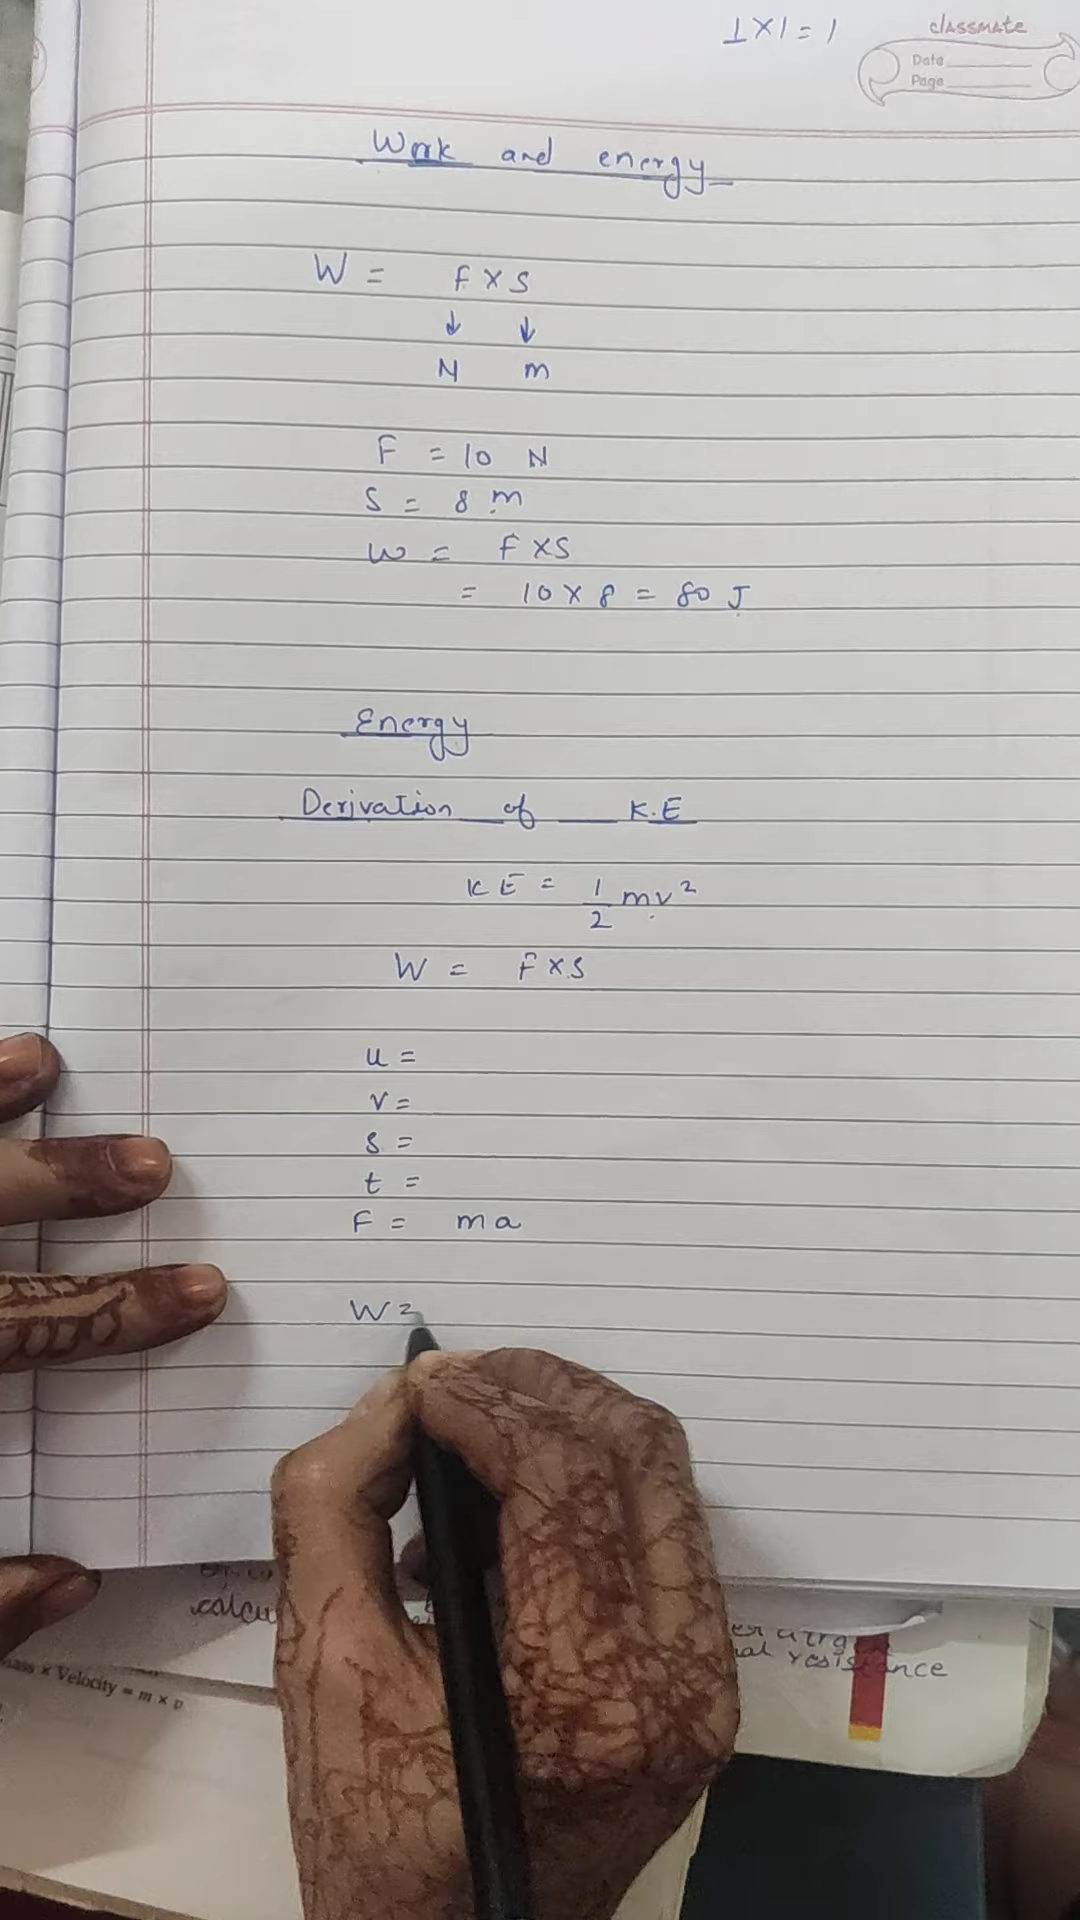 1 X 1 = 1
classmate
Date
Page
Work and energy
W = F X S
↓ ↓
N m
F = 10 N
S = 8 m
W = F X S
= 10 X 8 = 80 J
Energy
Derivation of K.E
KE = 1/2 mv²
W = F X S
u =
v =
s =
t =
F = ma
W =
calcu
resistance
× Velocity = m × v